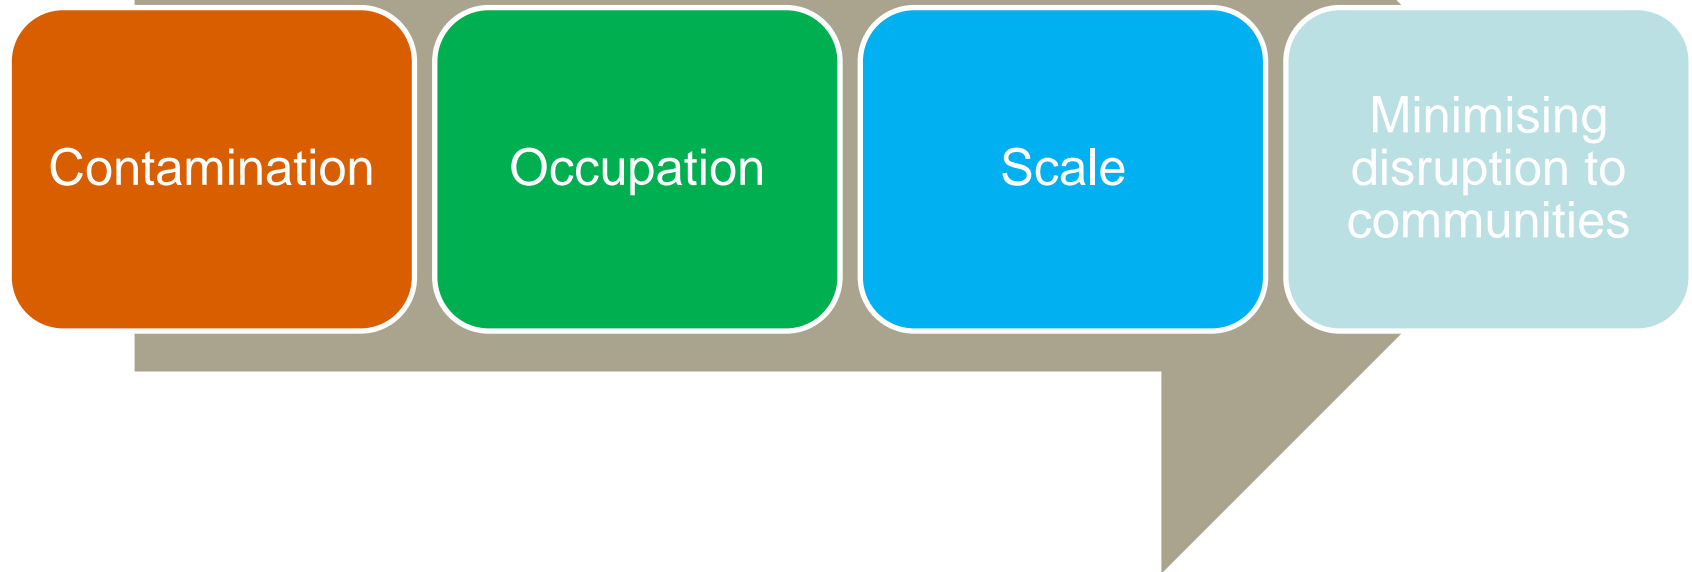 Contamination
Occupation
Scale
Minimising
disruption to
communities